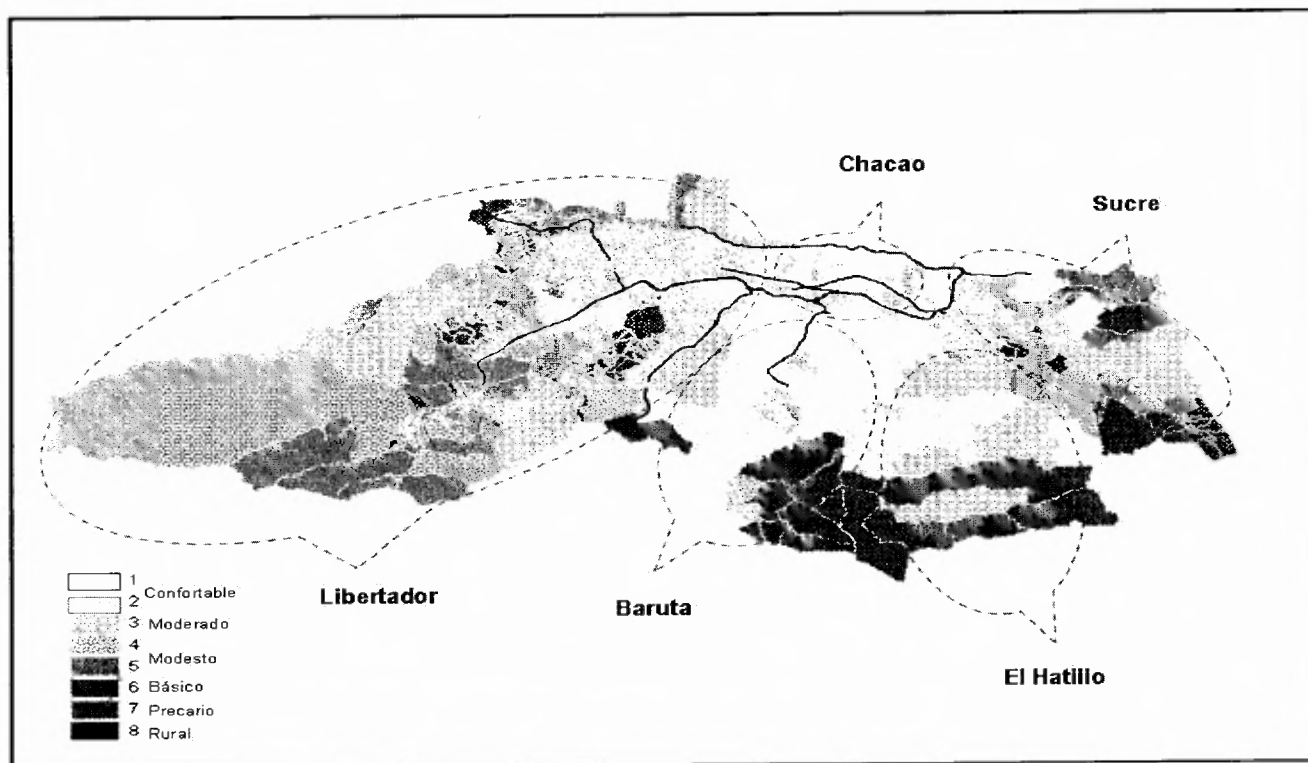 Chacao
Sucre
Libertador
Baruta
El Hatillo
1
Confortable
2
3 Moderado
4
Modesto
5
6 Básico
7 Precario
8 Rural